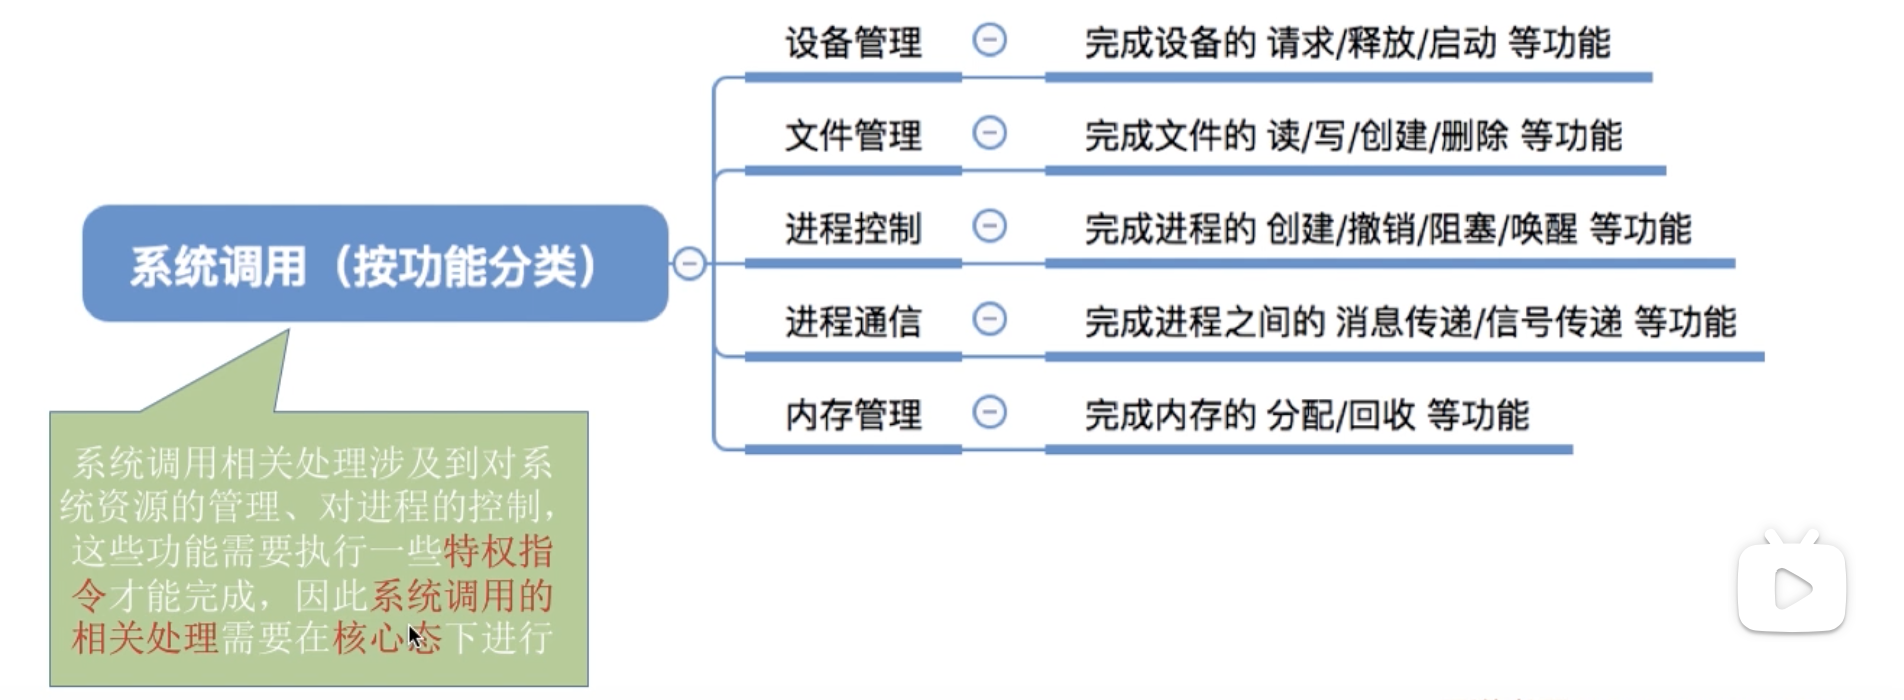 设备管理
完成设备的 请求/释放/启动 等功能
文件管理
完成文件的 读/写/创建/删除 等功能
进程控制
完成进程的 创建/撤销/阻塞/唤醒 等功能
系统调用（按功能分类）
进程通信
完成进程之间的 消息传递/信号传递 等功能
内存管理
完成内存的 分配/回收 等功能
系统调用相关处理涉及到对系
统资源的管理、对进程的控制，
这些功能需要执行一些特权指
令才能完成，因此系统调用的
相关处理需要在核心态下进行